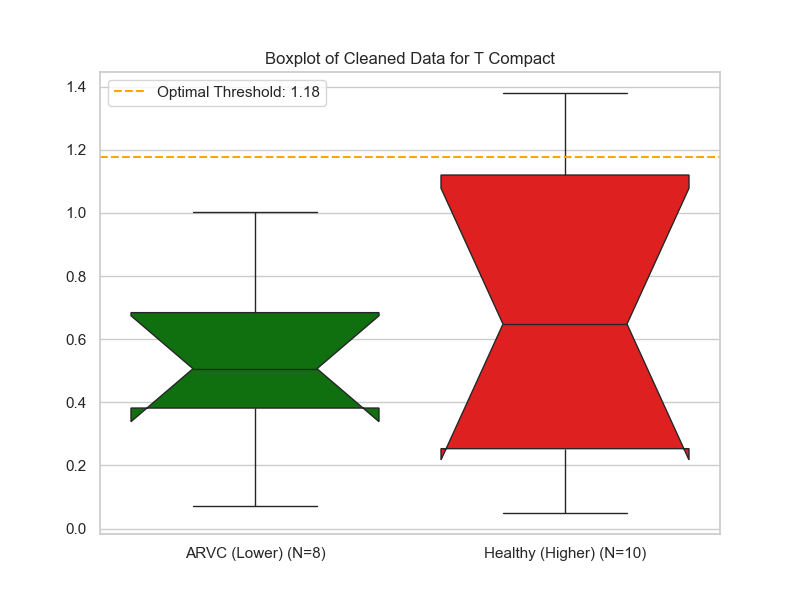 Boxplot of Cleaned Data for T Compact
Optimal Threshold: 1.18
1.4
1.2
1.0
0.8
0.6
0.4
0.2
0.0
ARVC (Lower) (N=8)
Healthy (Higher) (N=10)